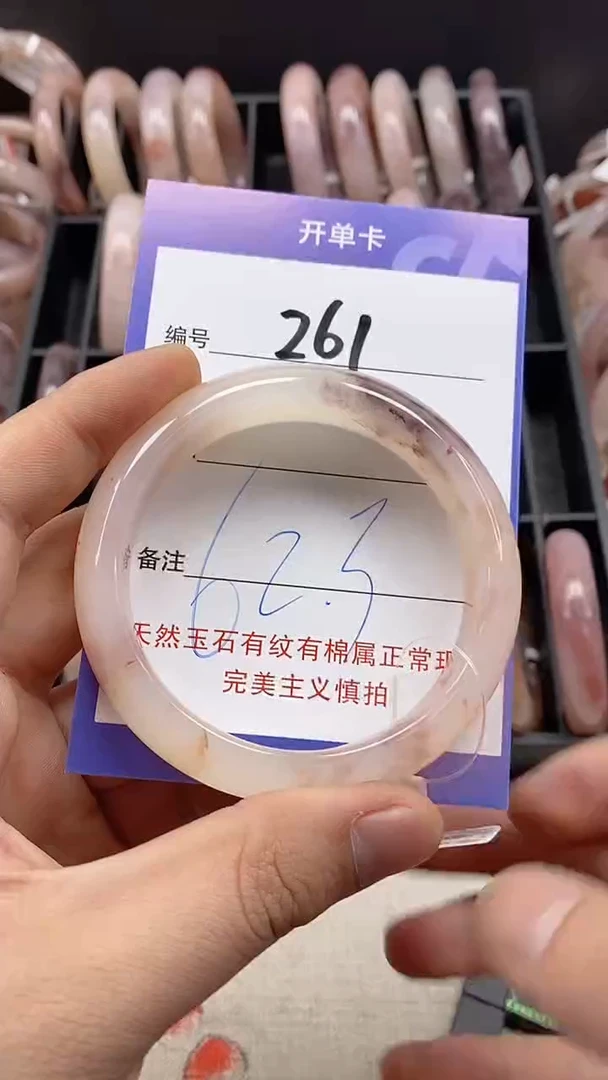 开单卡
编号 261
备注 62.3
天然玉石有纹有棉属正常现
完美主义慎拍